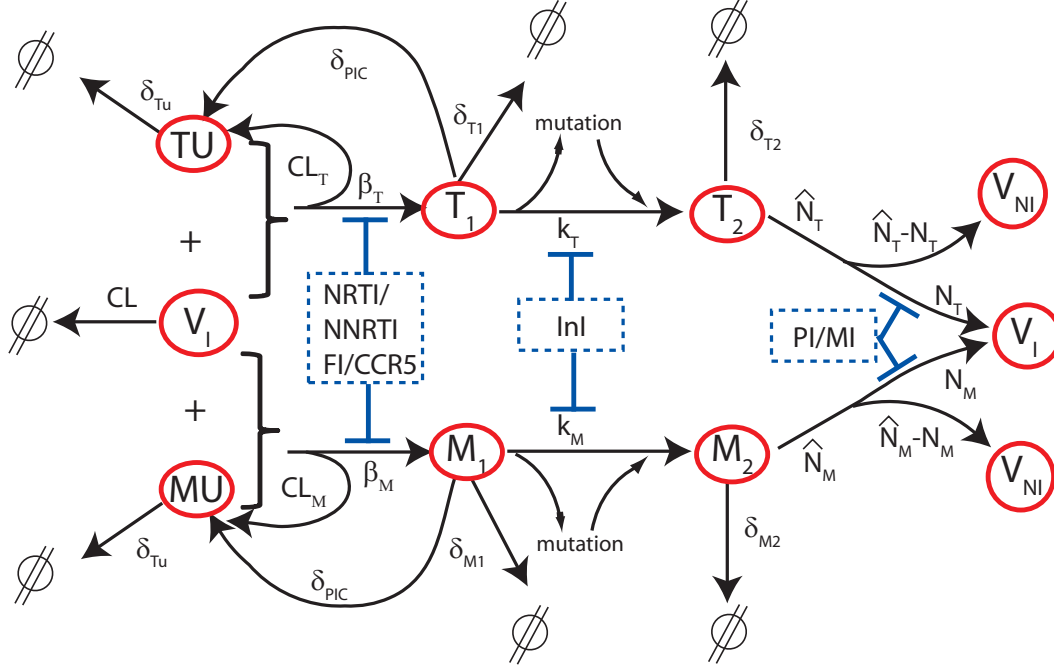 δPIC
δTu
δT1
mutation
δT2
TU
CLT
βT
T1
kT
T2
N̂T
VNI
N̂T-NT
+
CL
VI
NRTI/
NNRTI
FI/CCR5
InI
PI/MI
NT
VI
NM
+
kM
N̂M-NM
MU
CLM
βM
M1
M2
N̂M
VNI
δTu
δPIC
δM1
mutation
δM2